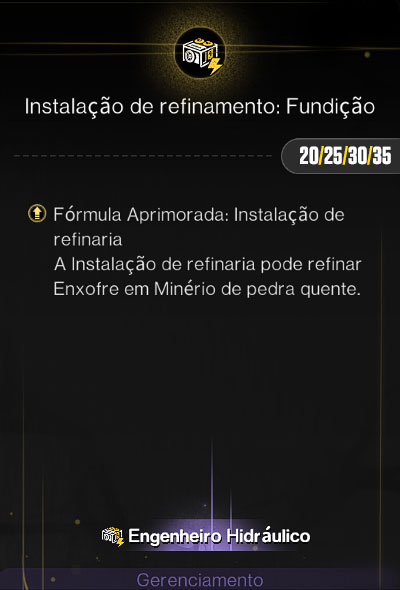 Instalação de refinamento: Fundição
20/25/30/35
Fórmula Aprimorada: Instalação de
refinaria
A Instalação de refinaria pode refinar
Enxofre em Minério de pedra quente.
Engenheiro Hidráulico
Gerenciamento